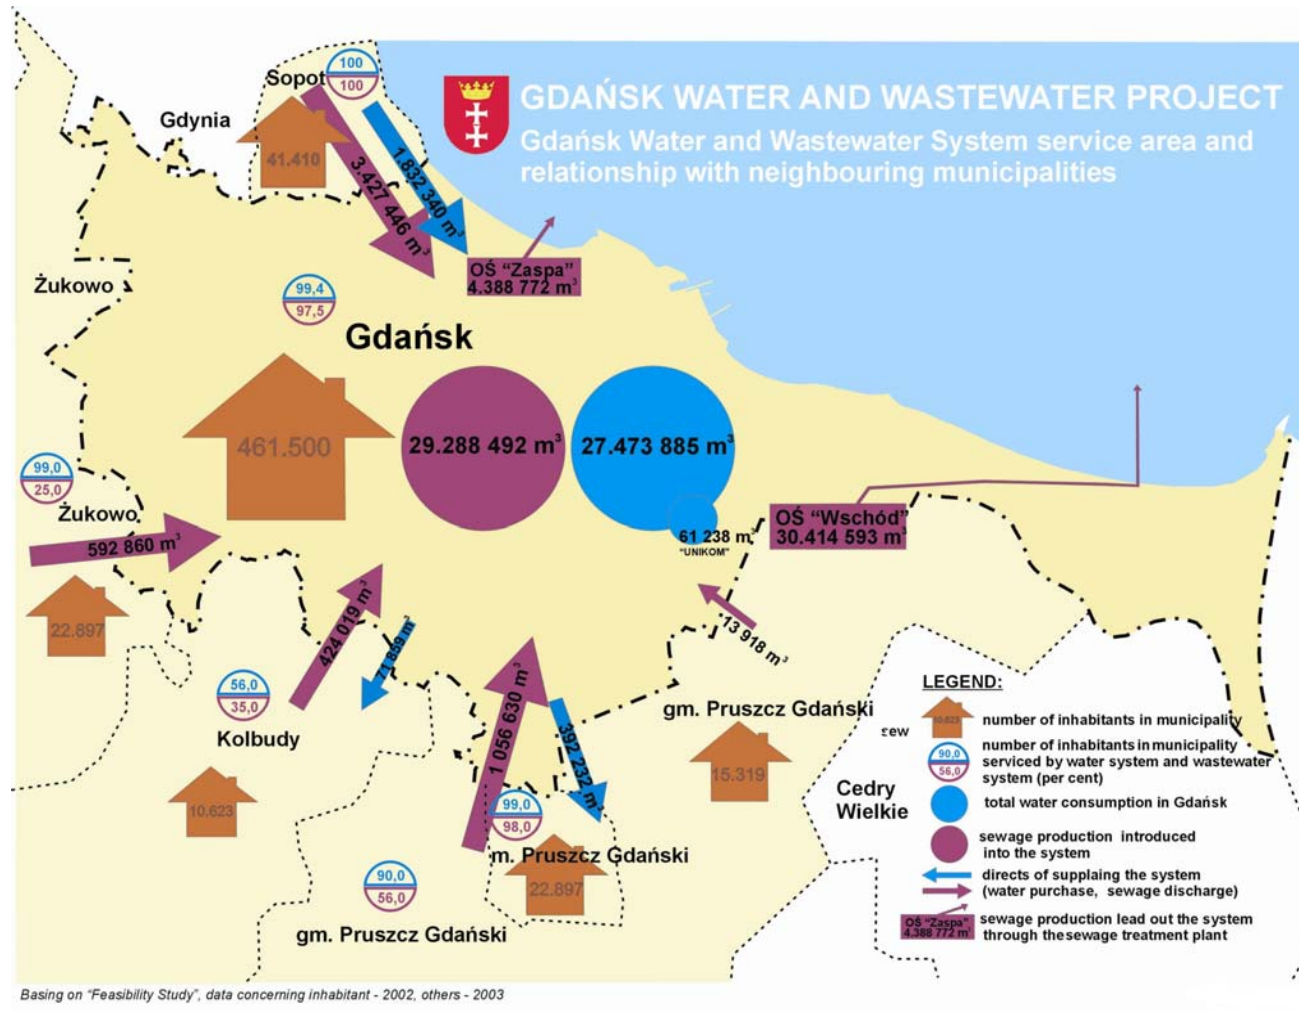 GDAŃSK WATER AND WASTEWATER PROJECT
Gdańsk Water and Wastewater System service area and
relationship with neighbouring municipalities
100
100
Sopot
Gdynia
41.410
3.427 446 m³
1.832 340 m³
OŚ “Zaspa”
4.388 772 m³
Żukowo
99,4
97,5
Gdańsk
461.500
29.288 492 m³
27.473 885 m³
61 238 m³
“UNIKOM”
OŚ “Wschód”
30.414 593 m³
99,0
25,0
Żukowo
592 860 m³
22.897
424 019 m³
71 859 m³
56,0
35,0
Kolbudy
10.623
1 056 630 m³
392 232 m³
13 918 m³
gm. Pruszcz Gdański
15.319
99,0
98,0
m. Pruszcz Gdański
22.897
90,0
56,0
gm. Pruszcz Gdański
Cedry
Wielkie
LEGEND:
10.623
number of inhabitants in municipality
90,0
56,0
number of inhabitants in municipality
serviced by water system and wastewater
system (per cent)
total water consumption in Gdańsk
sewage production introduced
into the system
directs of supplaing the system
(water purchase, sewage discharge)
OŚ “Zaspa”
4.388 772 m³
sewage production lead out the system
through the sewage treatment plant
Basing on “Feasibility Study”, data concerning inhabitant - 2002, others - 2003